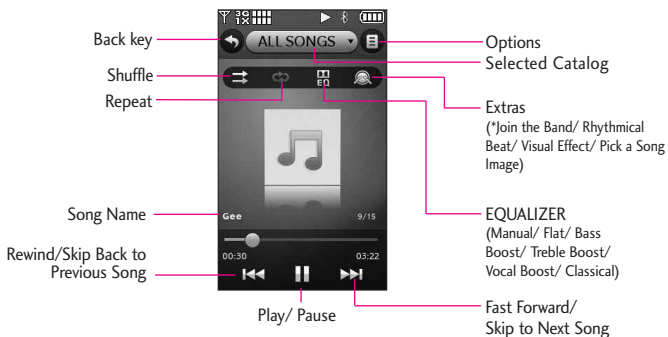 3G
1X
Back key
ALL SONGS
Options
Selected Catalog
Shuffle
EQ
Repeat
Extras
(*Join the Band/ Rhythmical
Beat/ Visual Effect/ Pick a Song
Image)
Song Name
Gee
9/15
EQUALIZER
(Manual/ Flat/ Bass
Boost/ Treble Boost/
Vocal Boost/ Classical)
Rewind/Skip Back to
Previous Song
00:30
03:22
Play/ Pause
Fast Forward/
Skip to Next Song